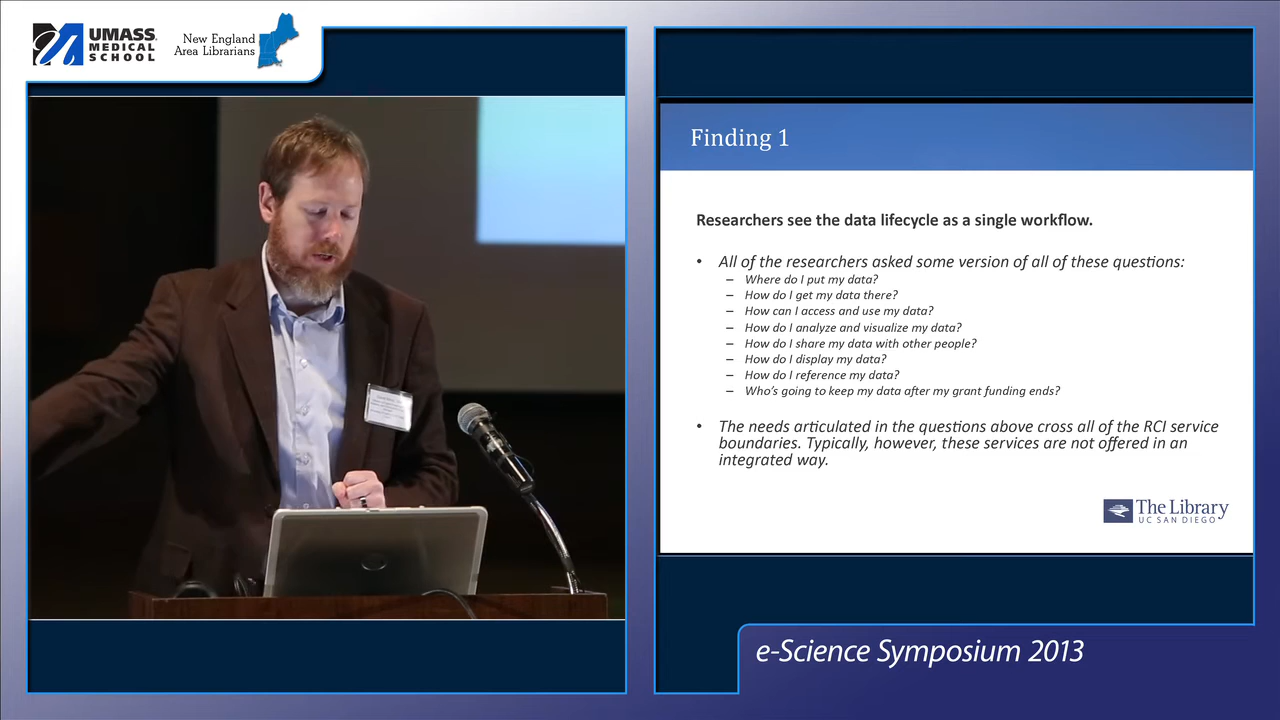 UMASS
MEDICAL
SCHOOL
New England
Area Librarians
Finding 1
Researchers see the data lifecycle as a single workflow.
• All of the researchers asked some version of all of these questions:
– Where do I put my data?
– How do I get my data there?
– How can I access and use my data?
– How do I analyze and visualize my data?
– How do I share my data with other people?
– How do I display my data?
– How do I reference my data?
– Who's going to keep my data after my grant funding ends?
• The needs articulated in the questions above cross all of the RCI service
boundaries. Typically, however, these services are not offered in an
integrated way.
The Library
UC SAN DIEGO
e-Science Symposium 2013